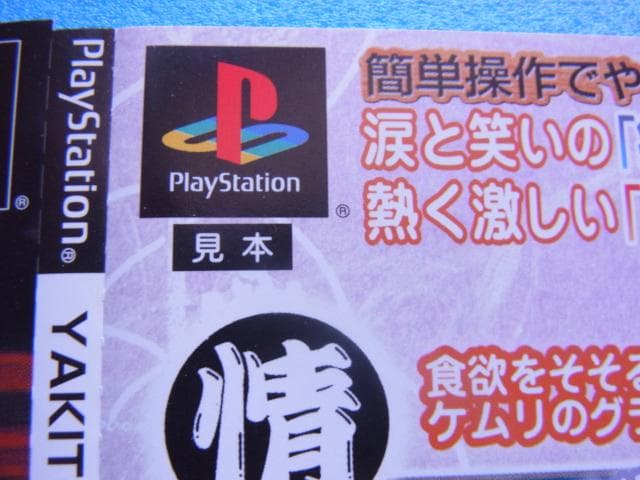 PlayStation®
YAKIT
PlayStation
®
®
見本
情
簡単操作でや
涙と笑いの「
熱く激しい「
食欲をそそる
ケムリのグラ